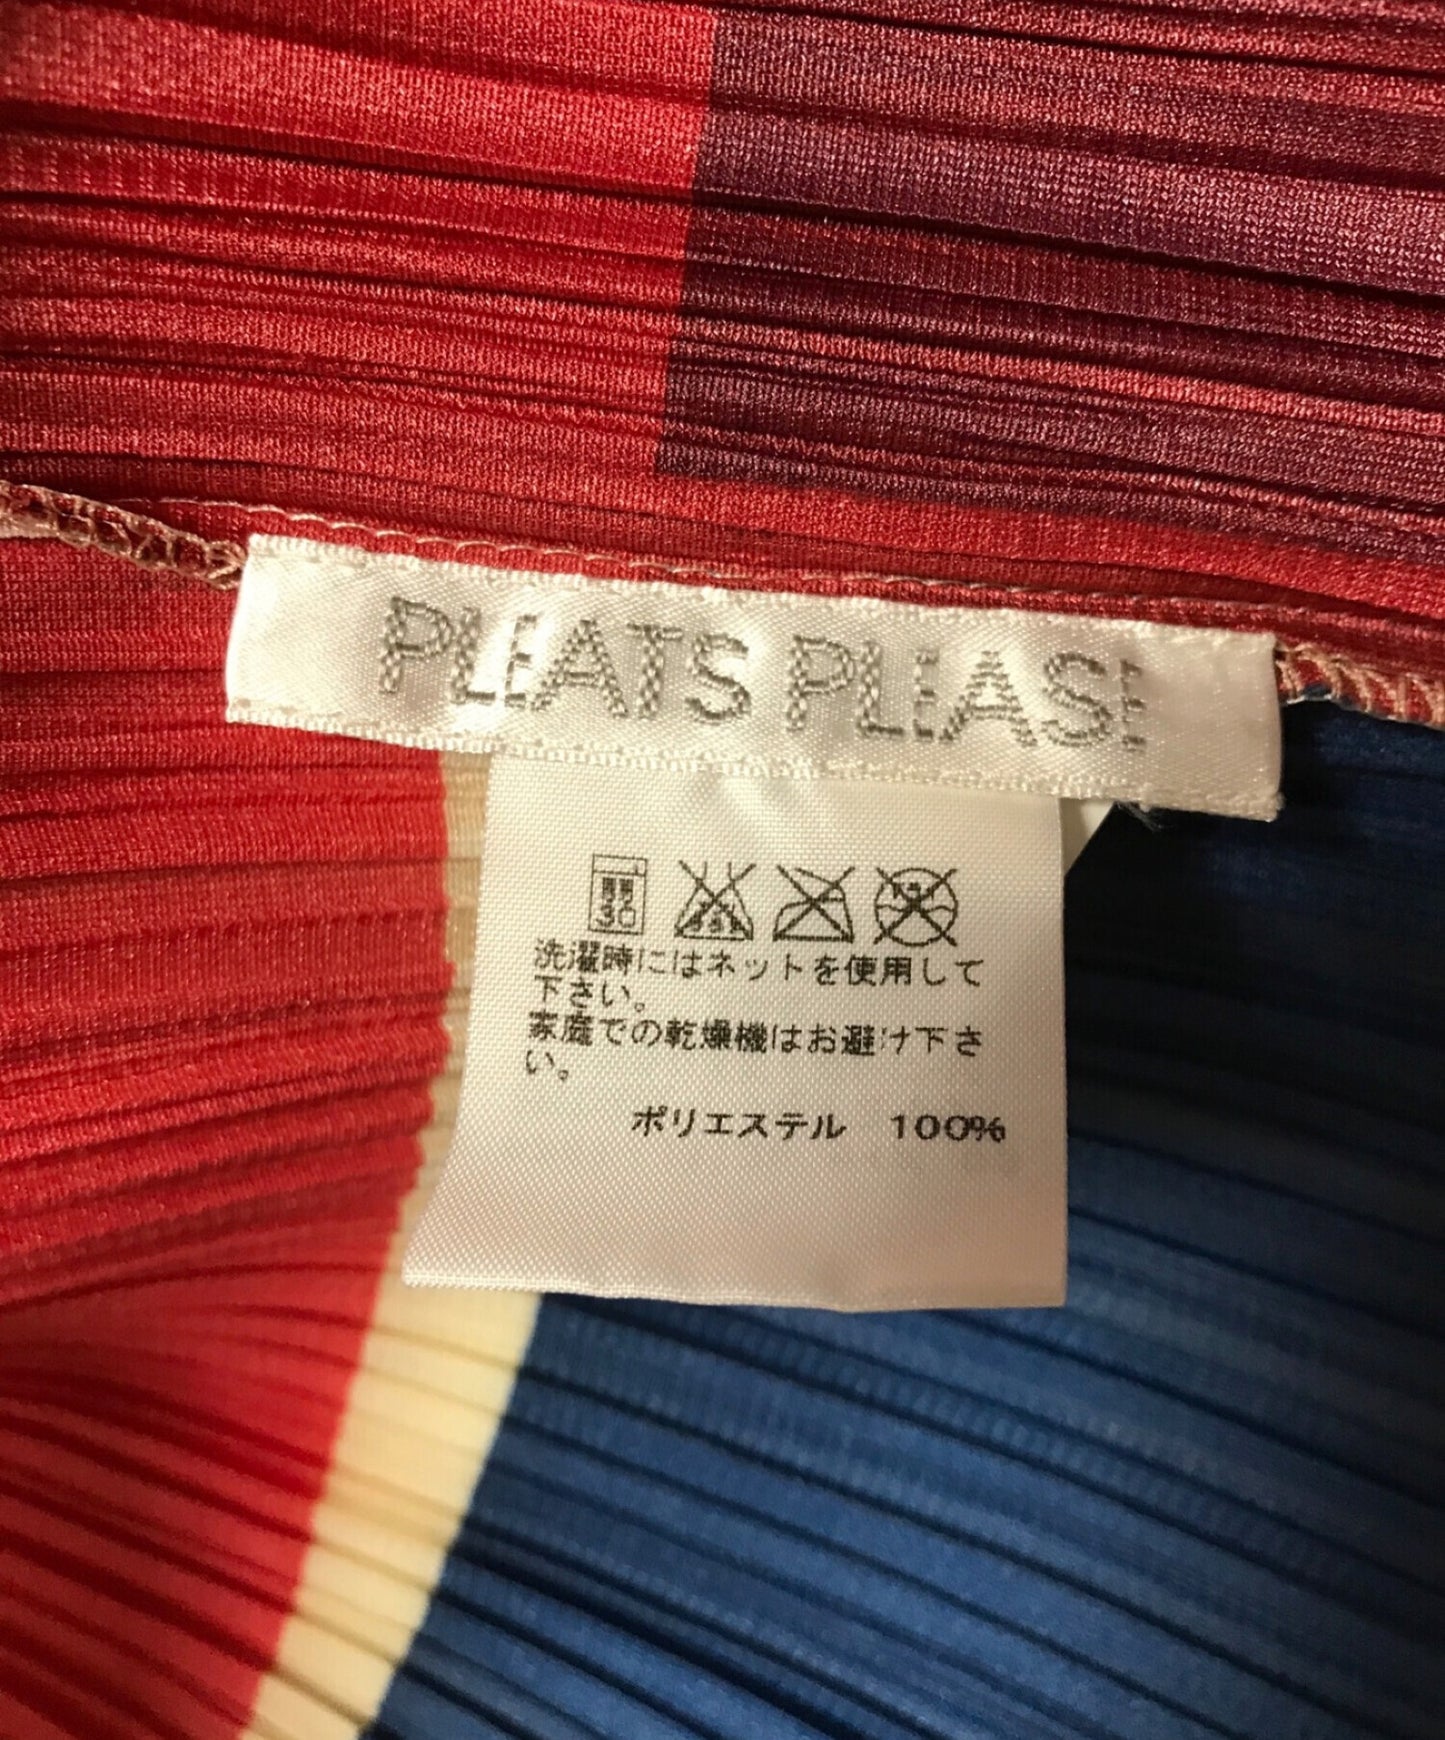 PLEATS PLEASE
30
洗濯時にはネットを使用して
下さい。
家庭での乾燥機はお避け下さ
い。
ポリエステル 100%